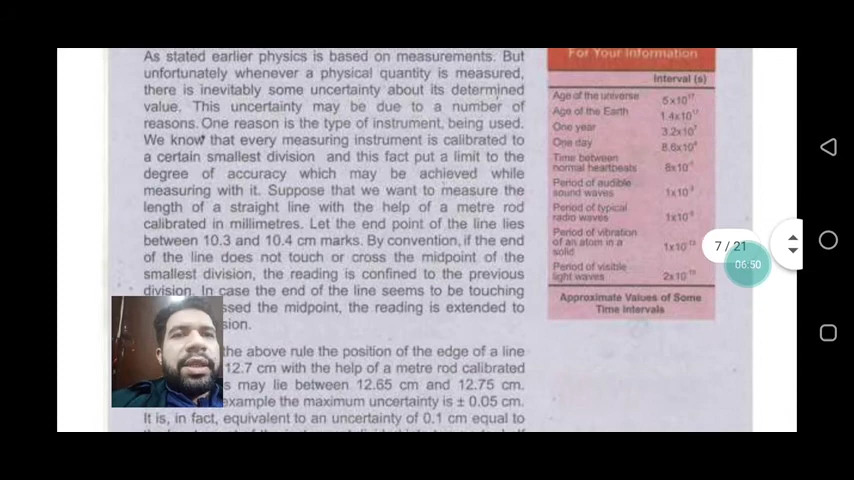 As stated earlier physics is based on measurements. But
unfortunately whenever a physical quantity is measured,
there is inevitably some uncertainty about its determined
value. This uncertainty may be due to a number of
reasons. One reason is the type of instrument, being used.
We know that every measuring instrument is calibrated to
a certain smallest division and this fact put a limit to the
degree of accuracy which may be achieved while
measuring with it. Suppose that we want to measure the
length of a straight line with the help of a metre rod
calibrated in millimetres. Let the end point of the line lies
between 10.3 and 10.4 cm marks. By convention, if the end
of the line does not touch or cross the midpoint of the
smallest division, the reading is confined to the previous
division. In case the end of the line seems to be touching
ssed the midpoint, the reading is extended to
sion.
the above rule the position of the edge of a line
12.7 cm with the help of a metre rod calibrated
s may lie between 12.65 cm and 12.75 cm.
example the maximum uncertainty is ± 0.05 cm.
It is, in fact, equivalent to an uncertainty of 0.1 cm equal to
For Your Information
Interval (s)
Age of the universe 5x10¹⁷
Age of the Earth 1.4x10¹⁷
One year 3.2x10⁷
One day 8.6x10⁴
Time between
normal heartbeats 8x10⁻¹
Period of audible
sound waves 1x10⁻³
Period of typical
radio waves
Period of vibration
of an atom in a
solid 1x10⁻¹³
Period of visible
light waves
Approximate Values of Some
Time Intervals
7 / 21
06:50